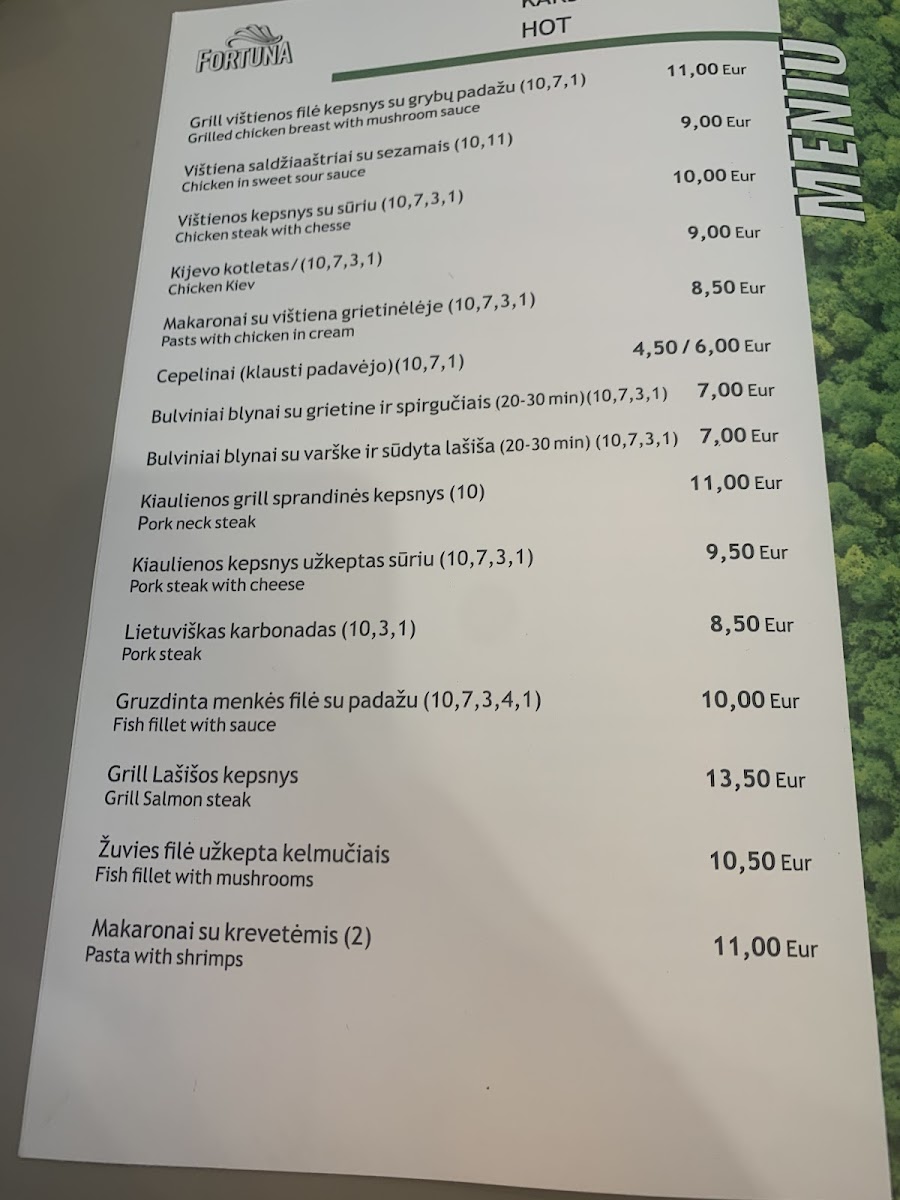 FORTUNA
HOT
MENIU
Grill vištienos filė kepsnys su grybų padažu (10,7,1) 11,00 Eur
Grilled chicken breast with mushroom sauce
Vištiena saldžiaaštriai su sezamais (10,11) 9,00 Eur
Chicken in sweet sour sauce
Vištienos kepsnys su sūriu (10,7,3,1) 10,00 Eur
Chicken steak with chesse
Kijevo kotletas/(10,7,3,1) 9,00 Eur
Chicken Kiev
Makaronai su vištiena grietinėlėje (10,7,3,1) 8,50 Eur
Pasts with chicken in cream
Cepelinai (klausti padavėjo)(10,7,1) 4,50 / 6,00 Eur
Bulviniai blynai su grietine ir spirgučiais (20-30 min)(10,7,3,1) 7,00 Eur
Bulviniai blynai su varške ir sūdyta lašiša (20-30 min) (10,7,3,1) 7,00 Eur
Kiaulienos grill sprandinės kepsnys (10) 11,00 Eur
Pork neck steak
Kiaulienos kepsnys užkeptas sūriu (10,7,3,1) 9,50 Eur
Pork steak with cheese
Lietuviškas karbonadas (10,3,1) 8,50 Eur
Pork steak
Gruzdinta menkės filė su padažu (10,7,3,4,1) 10,00 Eur
Fish fillet with sauce
Grill Lašišos kepsnys 13,50 Eur
Grill Salmon steak
Žuvies filė užkepta kelmučiais 10,50 Eur
Fish fillet with mushrooms
Makaronai su krevetėmis (2) 11,00 Eur
Pasta with shrimps